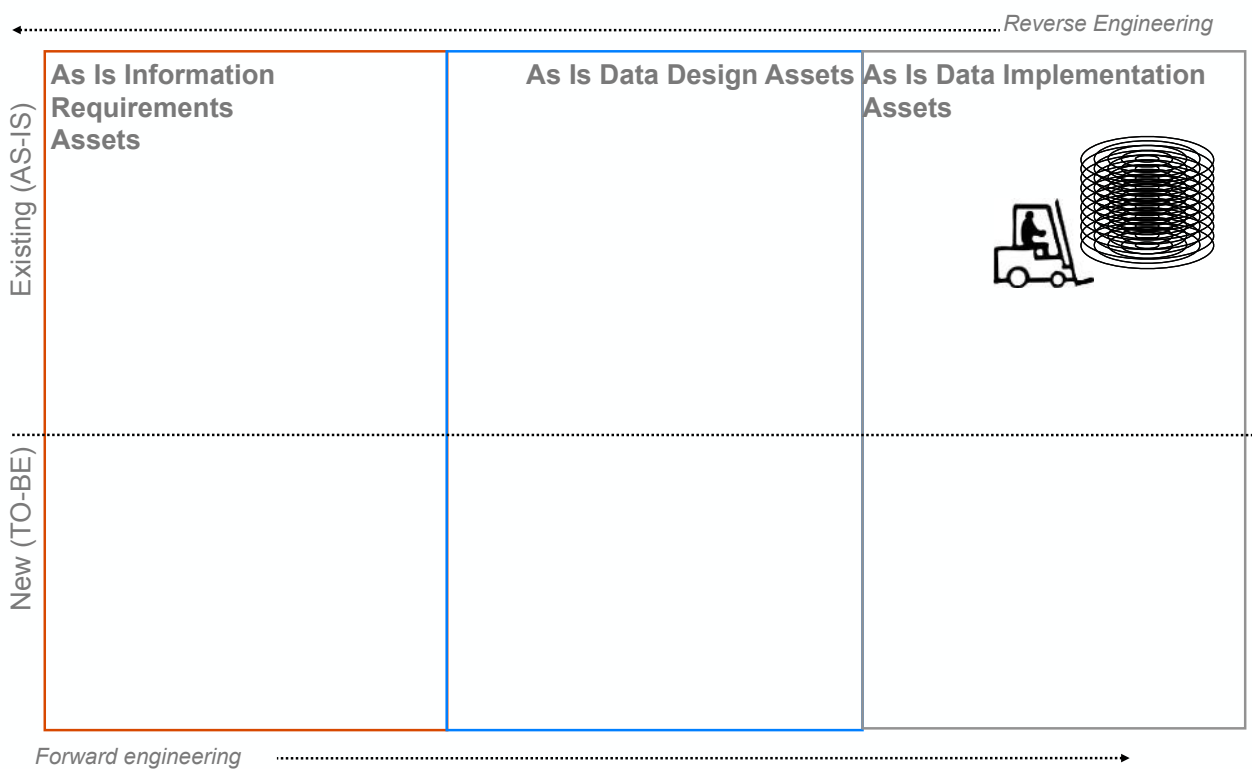 Reverse Engineering
As Is Information
Requirements
Assets
As Is Data Design Assets
As Is Data Implementation
Assets
Existing (AS-IS)
New (TO-BE)
Forward engineering